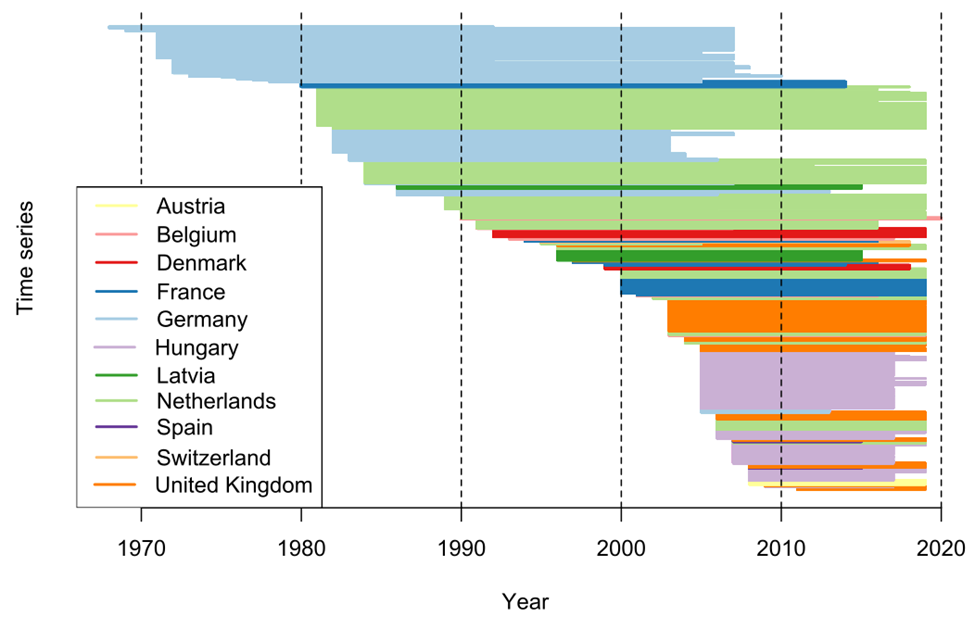 Time series
Austria
Belgium
Denmark
France
Germany
Hungary
Latvia
Netherlands
Spain
Switzerland
United Kingdom
1970 1980 1990 2000 2010 2020
Year